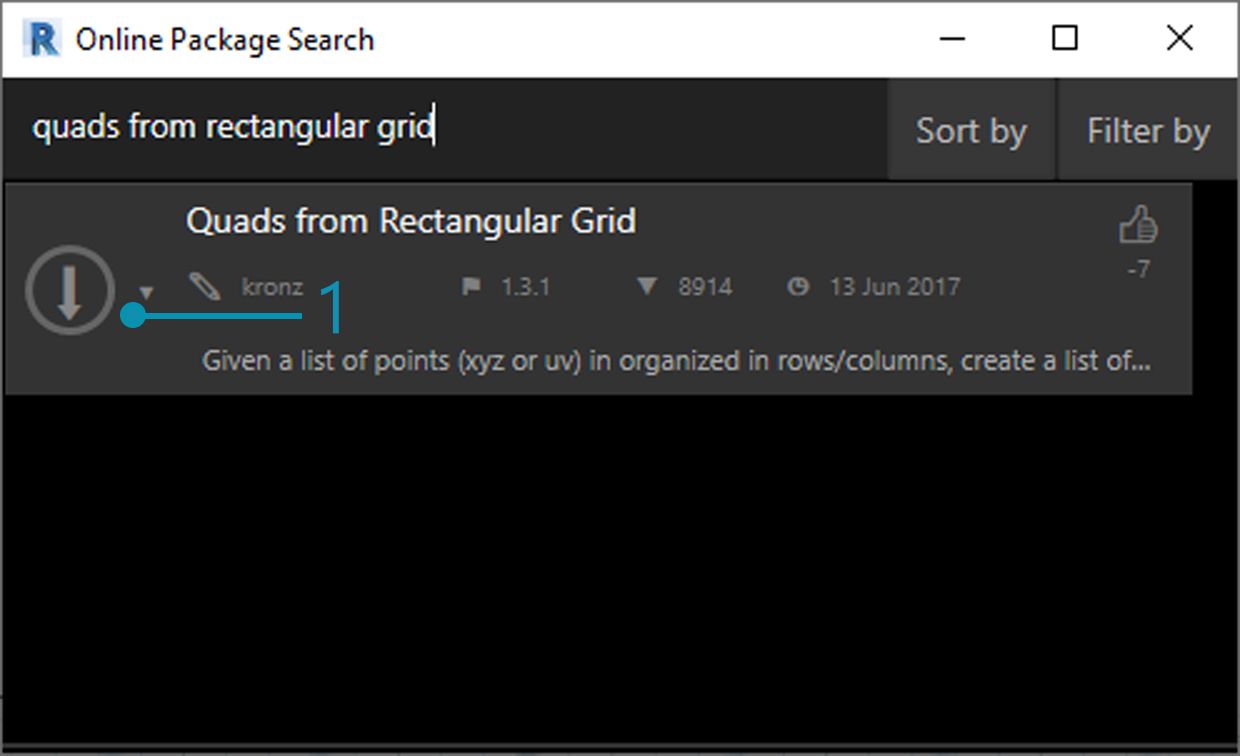 R Online Package Search
quads from rectangular grid Sort by Filter by
Quads from Rectangular Grid
kronz 1.3.1 8914 13 Jun 2017 -7
1
Given a list of points (xyz or uv) in organized in rows/columns, create a list of...